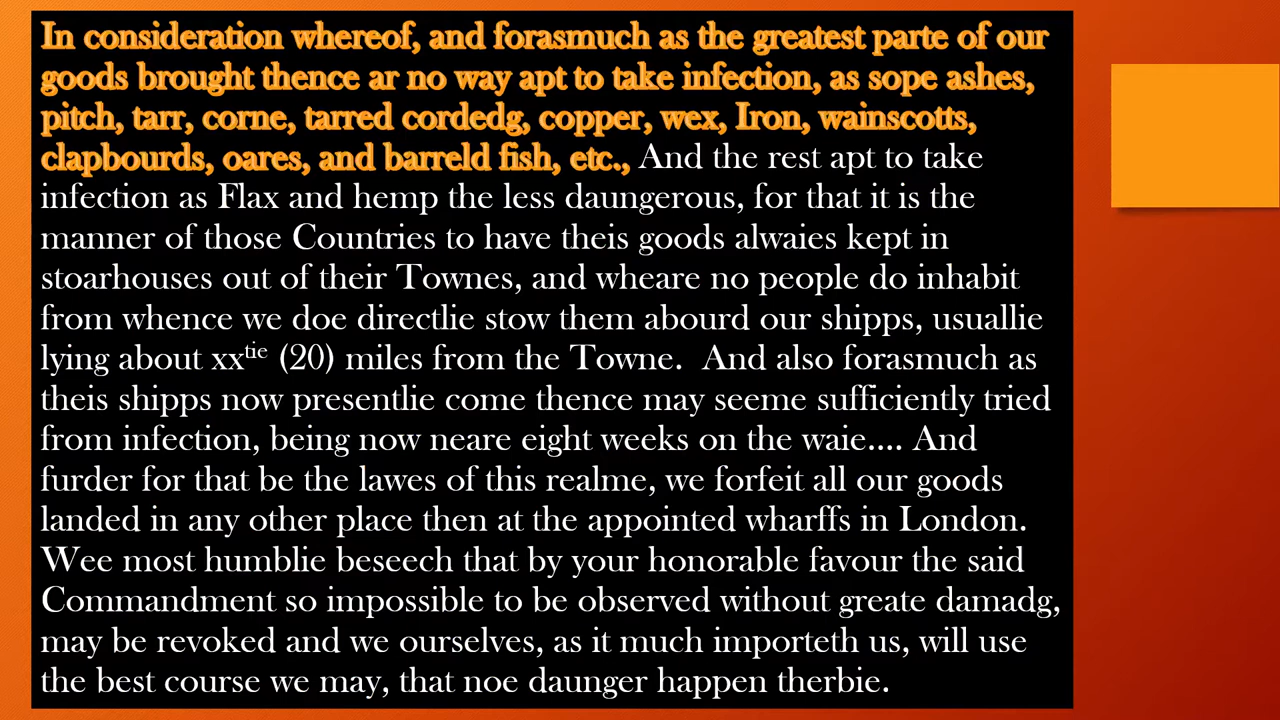 In consideration whereof, and forasmuch as the greatest parte of our
goods brought thence ar no way apt to take infection, as sope ashes,
pitch, tarr, corne, tarred cordedg, copper, wex, Iron, wainscotts,
clapbourds, oares, and barreld fish, etc., And the rest apt to take
infection as Flax and hemp the less daungerous, for that it is the
manner of those Countries to have theis goods alwaies kept in
stoarhouses out of their Townes, and wheare no people do inhabit
from whence we doe directlie stow them abourd our shipps, usuallie
lying about xxtie (20) miles from the Towne. And also forasmuch as
theis shipps now presentlie come thence may seeme sufficiently tried
from infection, being now neare eight weeks on the waie.... And
furder for that be the lawes of this realme, we forfeit all our goods
landed in any other place then at the appointed wharffs in London.
Wee most humblie beseech that by your honorable favour the said
Commandment so impossible to be observed without greate damadg,
may be revoked and we ourselves, as it much importeth us, will use
the best course we may, that noe daunger happen therbie.